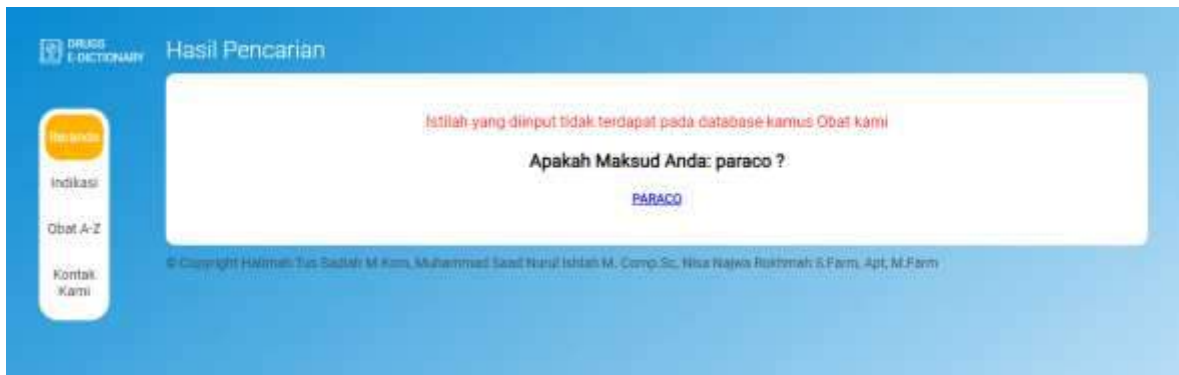 DRUGS
E-DICTIONARY
Hasil Pencarian
Istilah yang diinput tidak terdapat pada database kamus Obat kami
Apakah Maksud Anda: paraco ?
PARACO
Beranda
Indikasi
Obat A-Z
Kontak
Kami
© Copyright Halimah Tus Sadiah M.Kom, Muhammad Saad Nurul Ishlah M. Comp.Sc, Nisa Najwa Rokhmah S.Farm, Apt, M.Farm